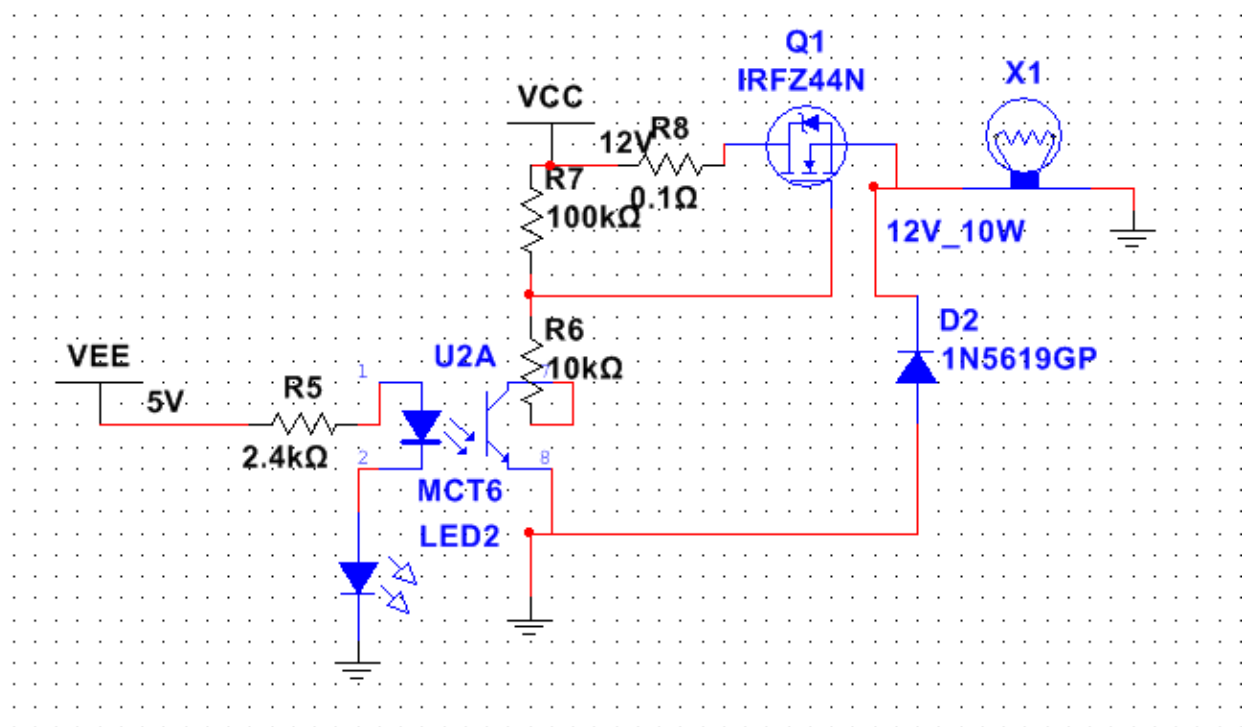 Q1
IRFZ44N
X1
VCC
12V
R8
R7
0.1Ω
100kΩ
12V_10W
R6
10kΩ
D2
1N5619GP
VEE
U2A
5V
R5
1
7
2.4kΩ
2
8
MCT6
LED2